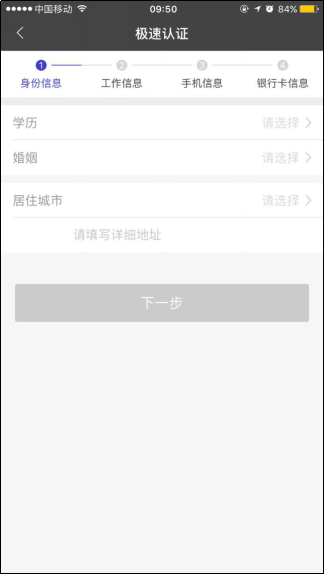 中国移动 09:50 84%
极速认证
1 2 3 4
身份信息 工作信息 手机信息 银行卡信息
学历 请选择
婚姻 请选择
居住城市 请选择
请填写详细地址
下一步